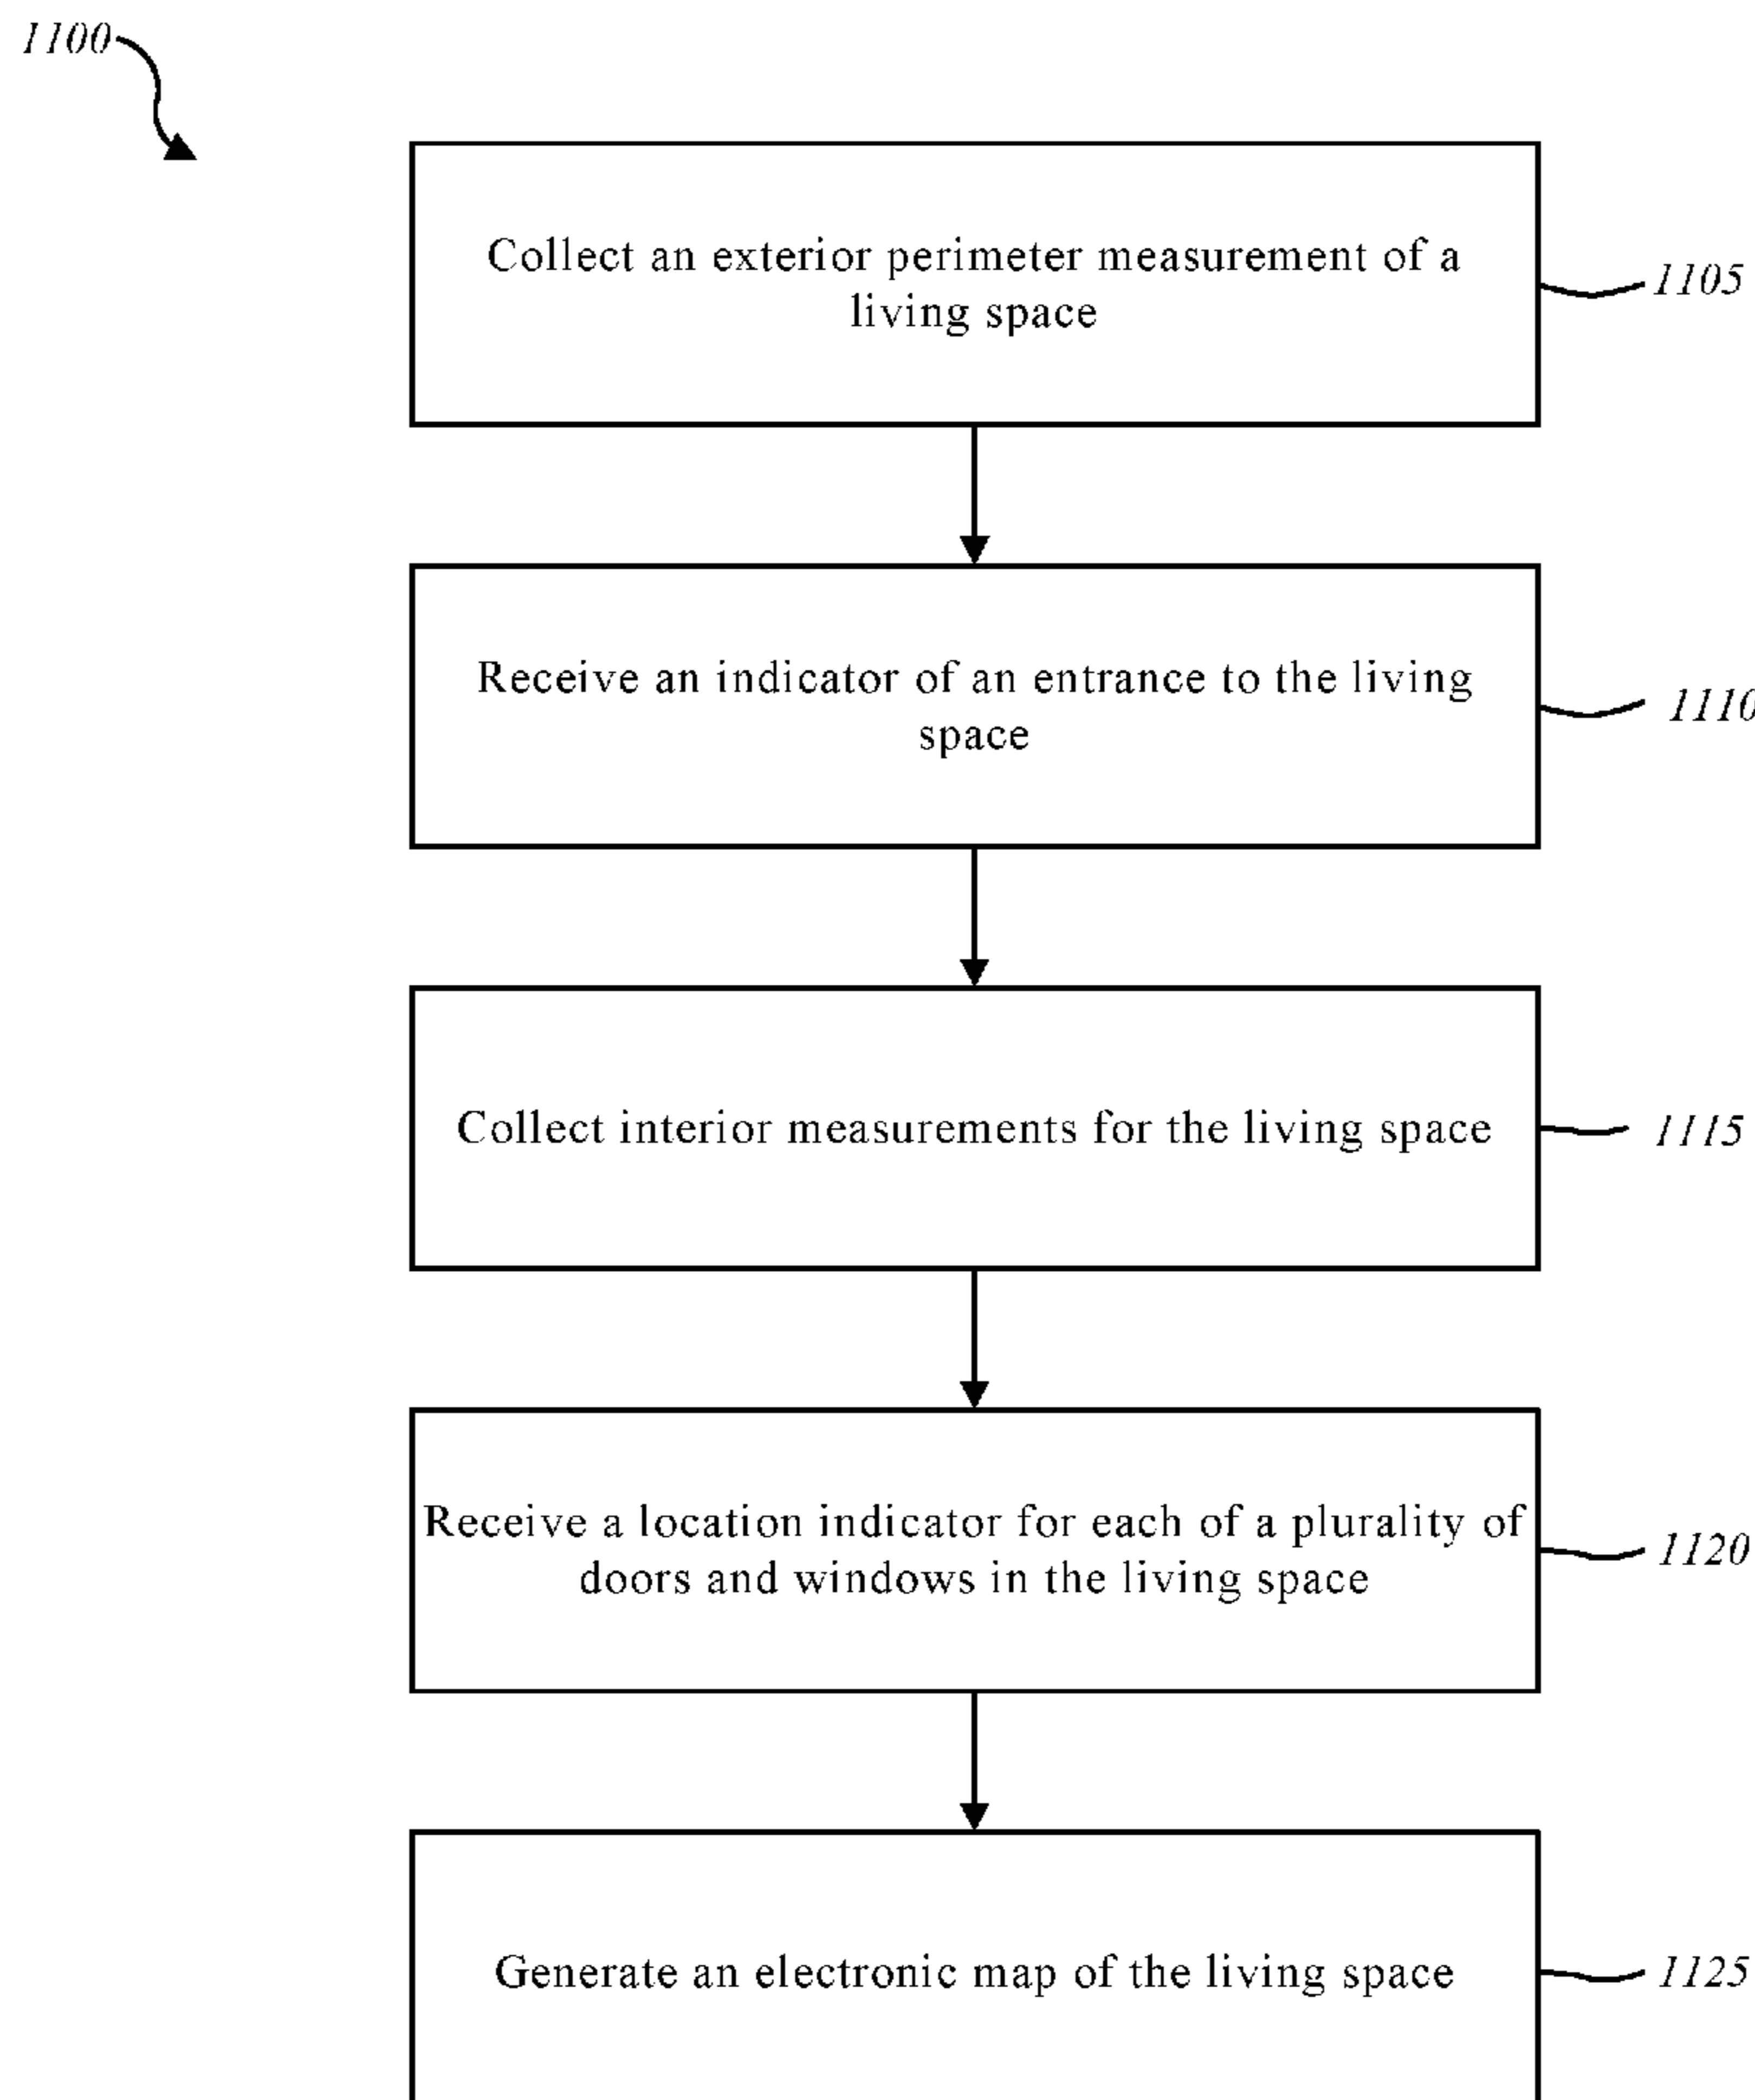 1100
Collect an exterior perimeter measurement of a
living space
1105
Receive an indicator of an entrance to the living
space
1110
Collect interior measurements for the living space
1115
Receive a location indicator for each of a plurality of
doors and windows in the living space
1120
Generate an electronic map of the living space
1125